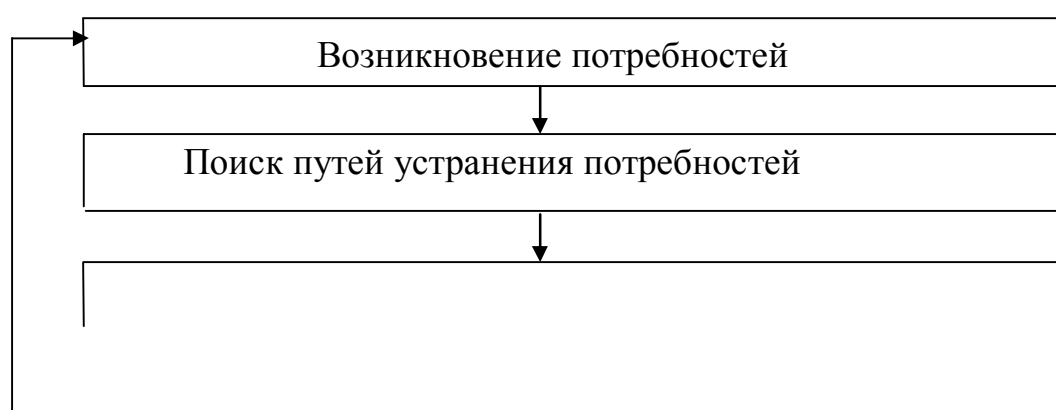 Возникновение потребностей
Поиск путей устранения потребностей